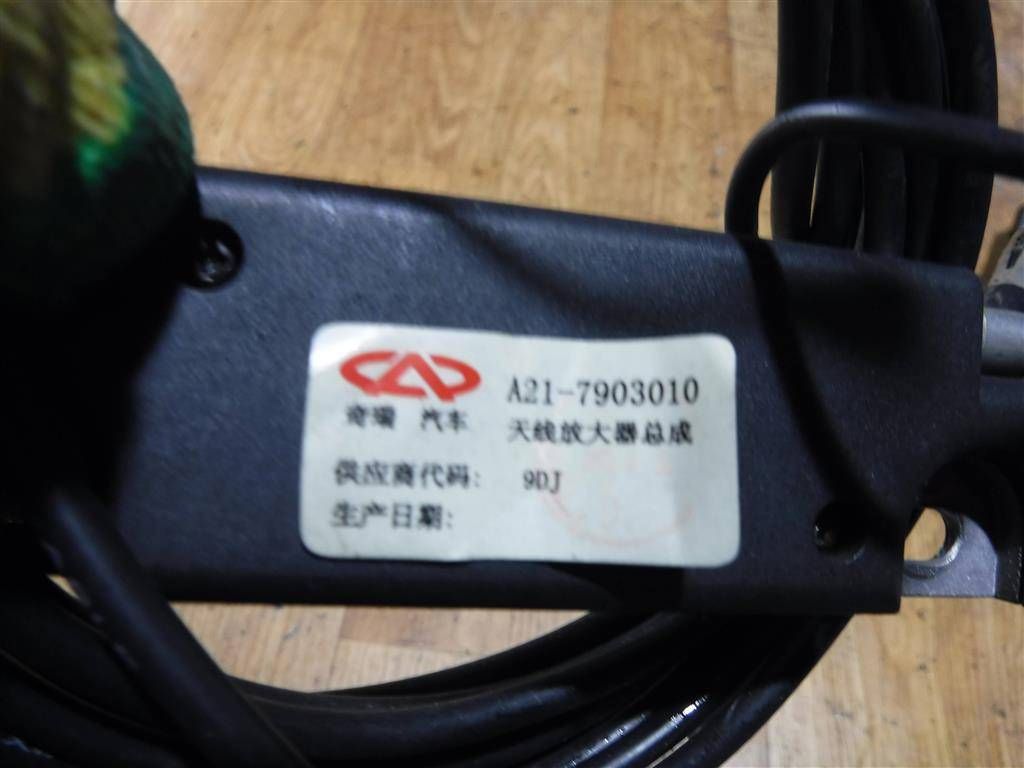 A21-7903010
奇瑞 汽车
天线放大器总成
供应商代码: 9DJ
生产日期: